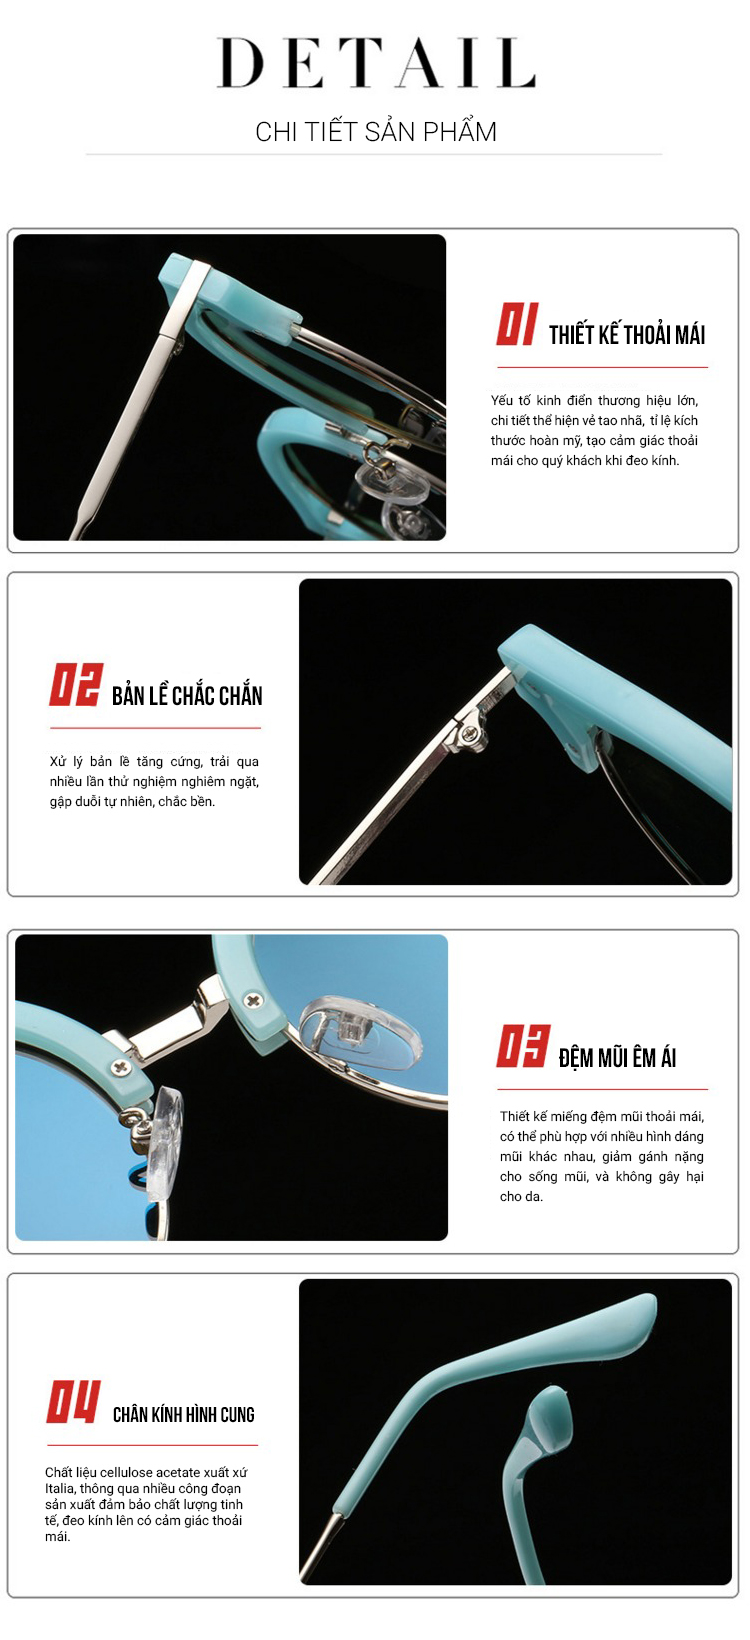 DETAIL
CHI TIẾT SẢN PHẨM
01 THIẾT KẾ THOẢI MÁI
Yếu tố kinh điển thương hiệu lớn,
chi tiết thể hiện vẻ tao nhã, tỉ lệ kích
thước hoàn mỹ, tạo cảm giác thoải
mái cho quý khách khi đeo kính.
02 BẢN LỀ CHẮC CHẮN
Xử lý bản lề tăng cứng, trải qua
nhiều lần thử nghiệm nghiêm ngặt,
gập duỗi tự nhiên, chắc bền.
03 ĐỆM MŨI ÊM ÁI
Thiết kế miếng đệm mũi thoải mái,
có thể phù hợp với nhiều hình dáng
mũi khác nhau, giảm gánh nặng
cho sống mũi, và không gây hại
cho da.
04 CHÂN KÍNH HÌNH CUNG
Chất liệu cellulose acetate xuất xứ
Italia, thông qua nhiều công đoạn
sản xuất đảm bảo chất lượng tinh
tế, đeo kính lên có cảm giác thoải
mái.